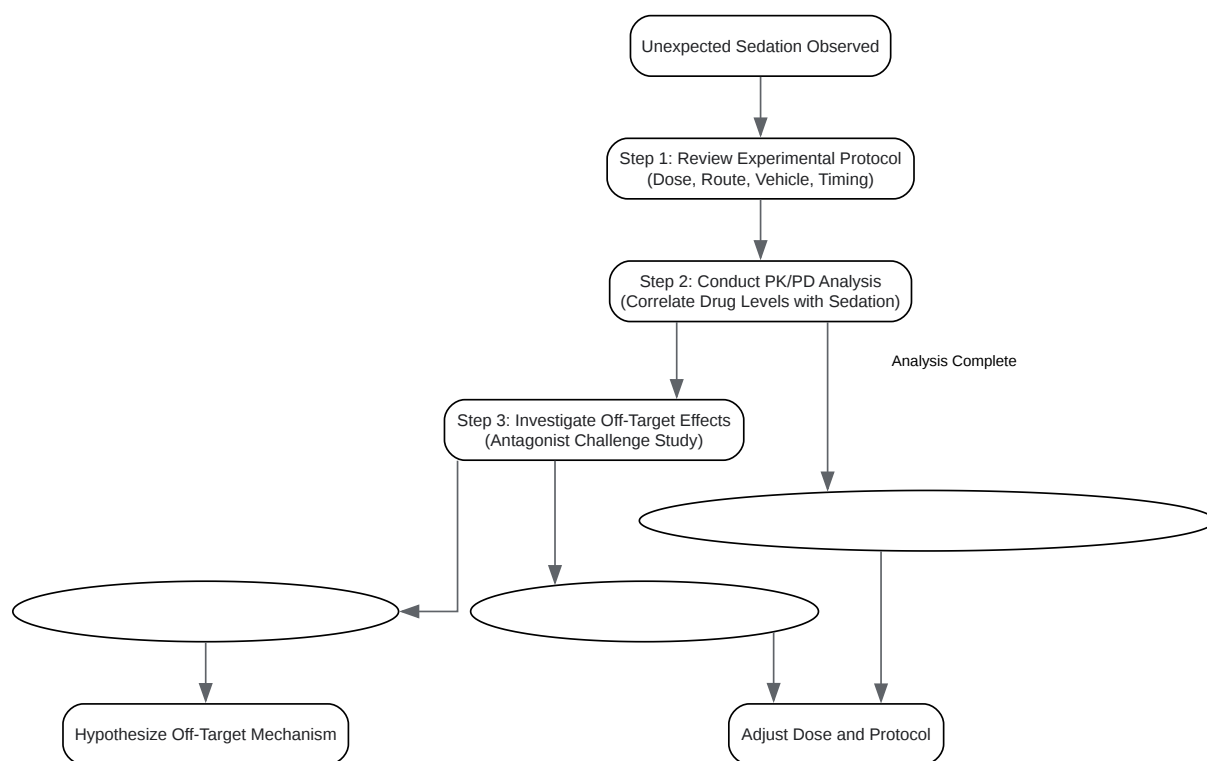 Unexpected Sedation Observed
Step 1: Review Experimental Protocol
(Dose, Route, Vehicle, Timing)
Step 2: Conduct PK/PD Analysis
(Correlate Drug Levels with Sedation)
Analysis Complete
Step 3: Investigate Off-Target Effects
(Antagonist Challenge Study)
Hypothesize Off-Target Mechanism
Adjust Dose and Protocol